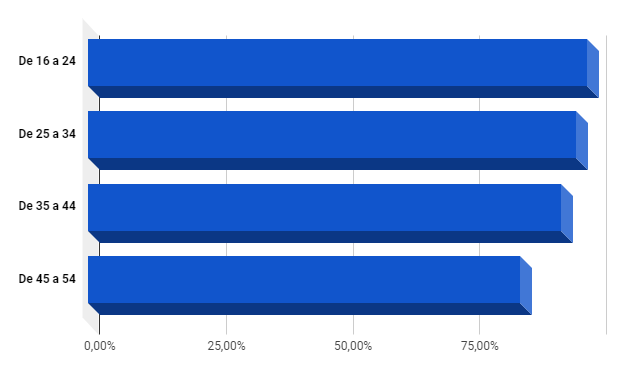 De 16 a 24
De 25 a 34
De 35 a 44
De 45 a 54
0,00% 25,00% 50,00% 75,00%